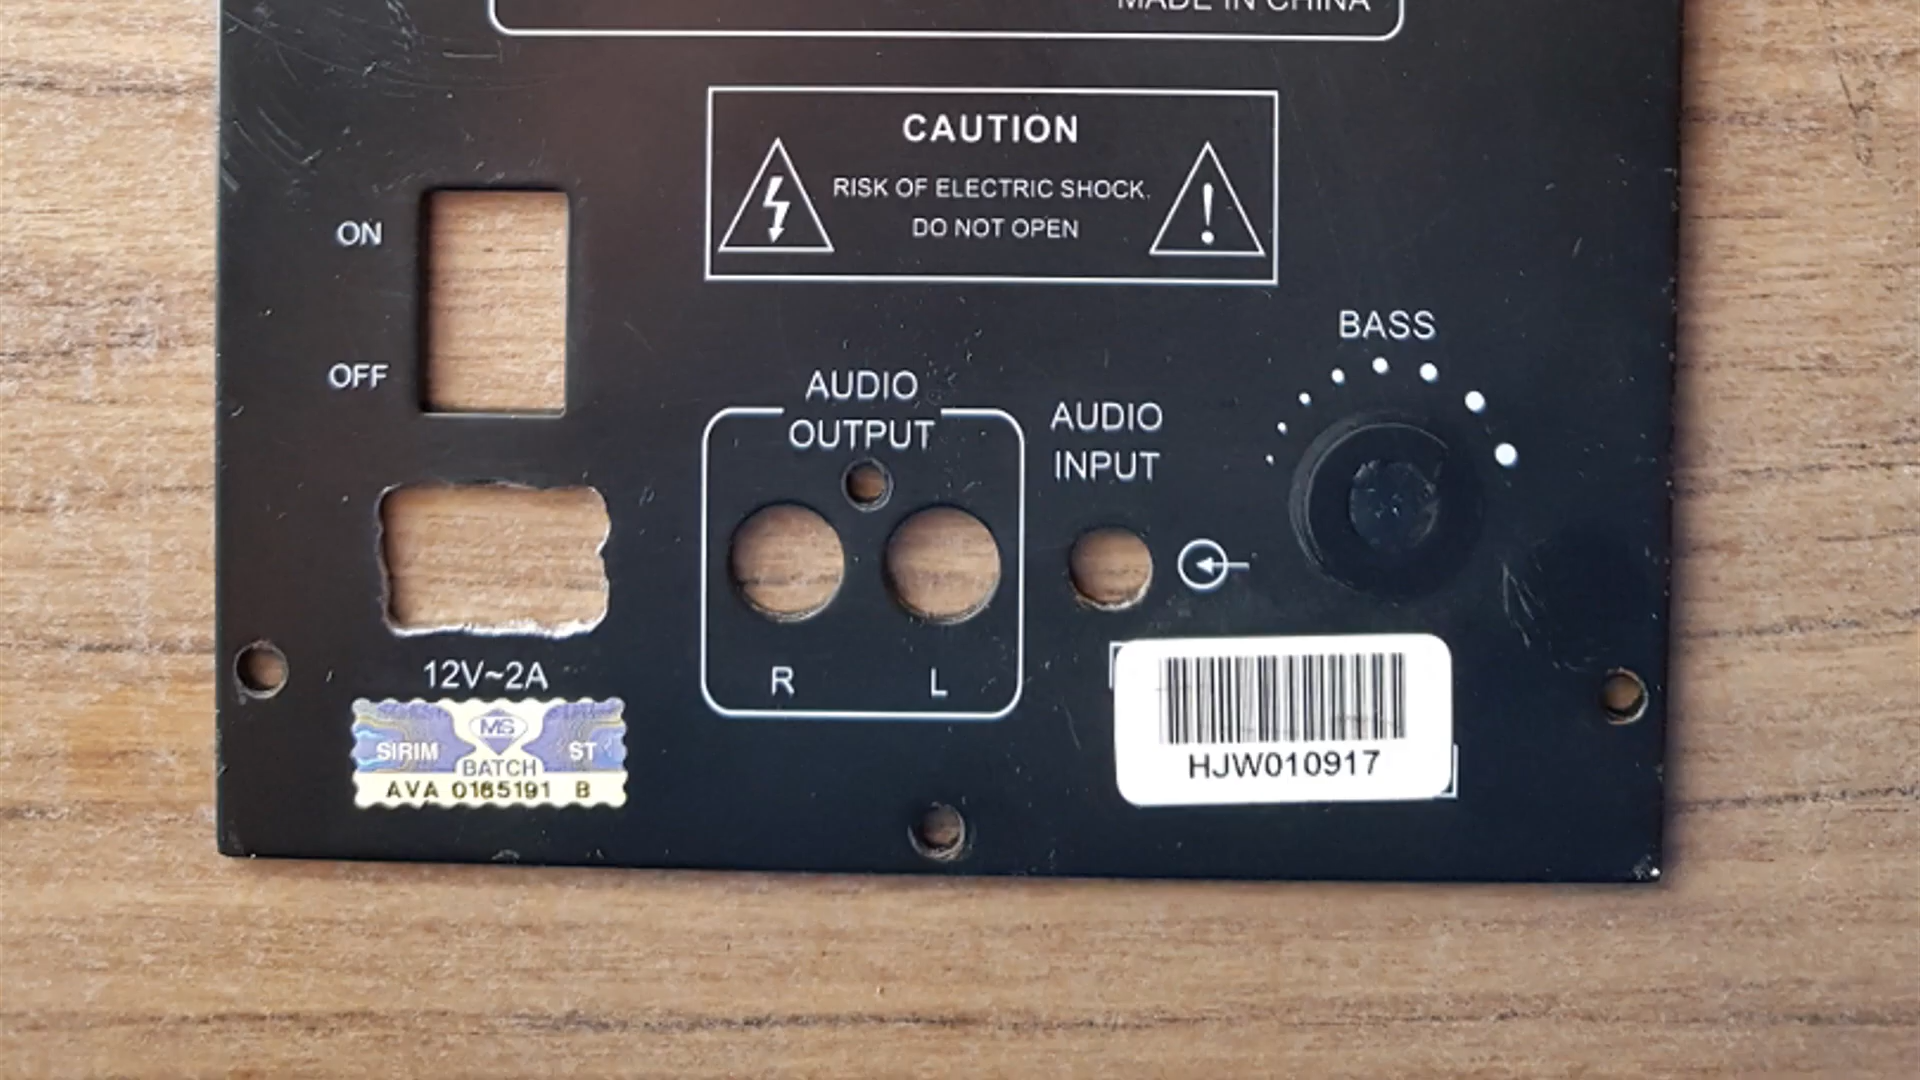 MADE IN CHINA
CAUTION
RISK OF ELECTRIC SHOCK.
DO NOT OPEN
ON
OFF
BASS
AUDIO
OUTPUT
AUDIO
INPUT
R L
12V~2A
MS
SIRIM ST
BATCH
AVA 0165191 B
HJW010917